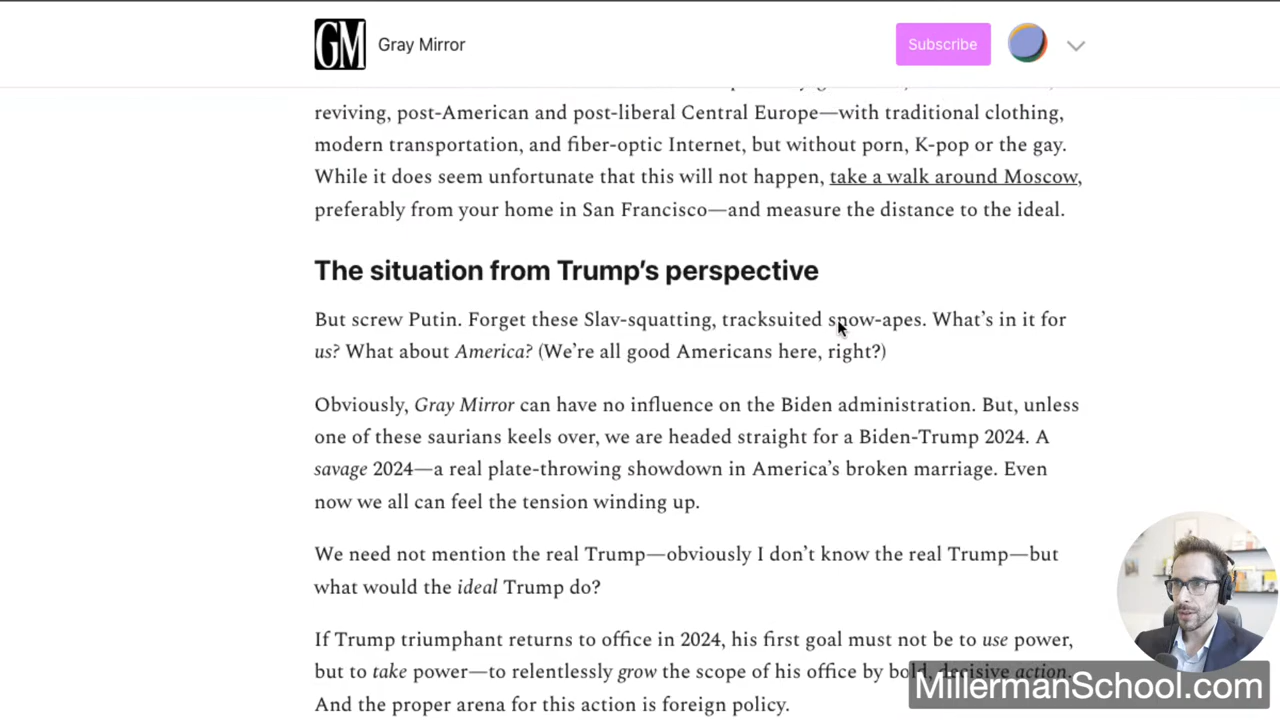 GM
Gray Mirror
Subscribe
reviving, post-American and post-liberal Central Europe—with traditional clothing,
modern transportation, and fiber-optic Internet, but without porn, K-pop or the gay.
While it does seem unfortunate that this will not happen, take a walk around Moscow,
preferably from your home in San Francisco—and measure the distance to the ideal.
The situation from Trump’s perspective
But screw Putin. Forget these Slav-squatting, tracksuited snow-apes. What’s in it for
us? What about America? (We’re all good Americans here, right?)
Obviously, Gray Mirror can have no influence on the Biden administration. But, unless
one of these saurians keels over, we are headed straight for a Biden-Trump 2024. A
savage 2024—a real plate-throwing showdown in America’s broken marriage. Even
now we all can feel the tension winding up.
We need not mention the real Trump—obviously I don’t know the real Trump—but
what would the ideal Trump do?
If Trump triumphant returns to office in 2024, his first goal must not be to use power,
but to take power—to relentlessly grow the scope of his office by bold, decisive action.
And the proper arena for this action is foreign policy.
MillermanSchool.com